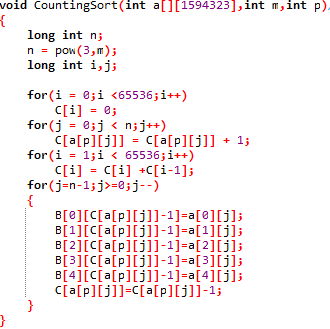 void CountingSort(int a[][1594323],int m,int p)
{
long int n;
n = pow(3,m);
long int i,j;
for(i = 0;i <65536;i++)
C[i] = 0;
for(j = 0;j < n;j++)
C[a[p][j]] = C[a[p][j]] + 1;
for(i = 1;i < 65536;i++)
C[i] = C[i] +C[i-1];
for(j=n-1;j>=0;j--)
{
B[0][C[a[p][j]]-1]=a[0][j];
B[1][C[a[p][j]]-1]=a[1][j];
B[2][C[a[p][j]]-1]=a[2][j];
B[3][C[a[p][j]]-1]=a[3][j];
B[4][C[a[p][j]]-1]=a[4][j];
C[a[p][j]]=C[a[p][j]]-1;
}
}